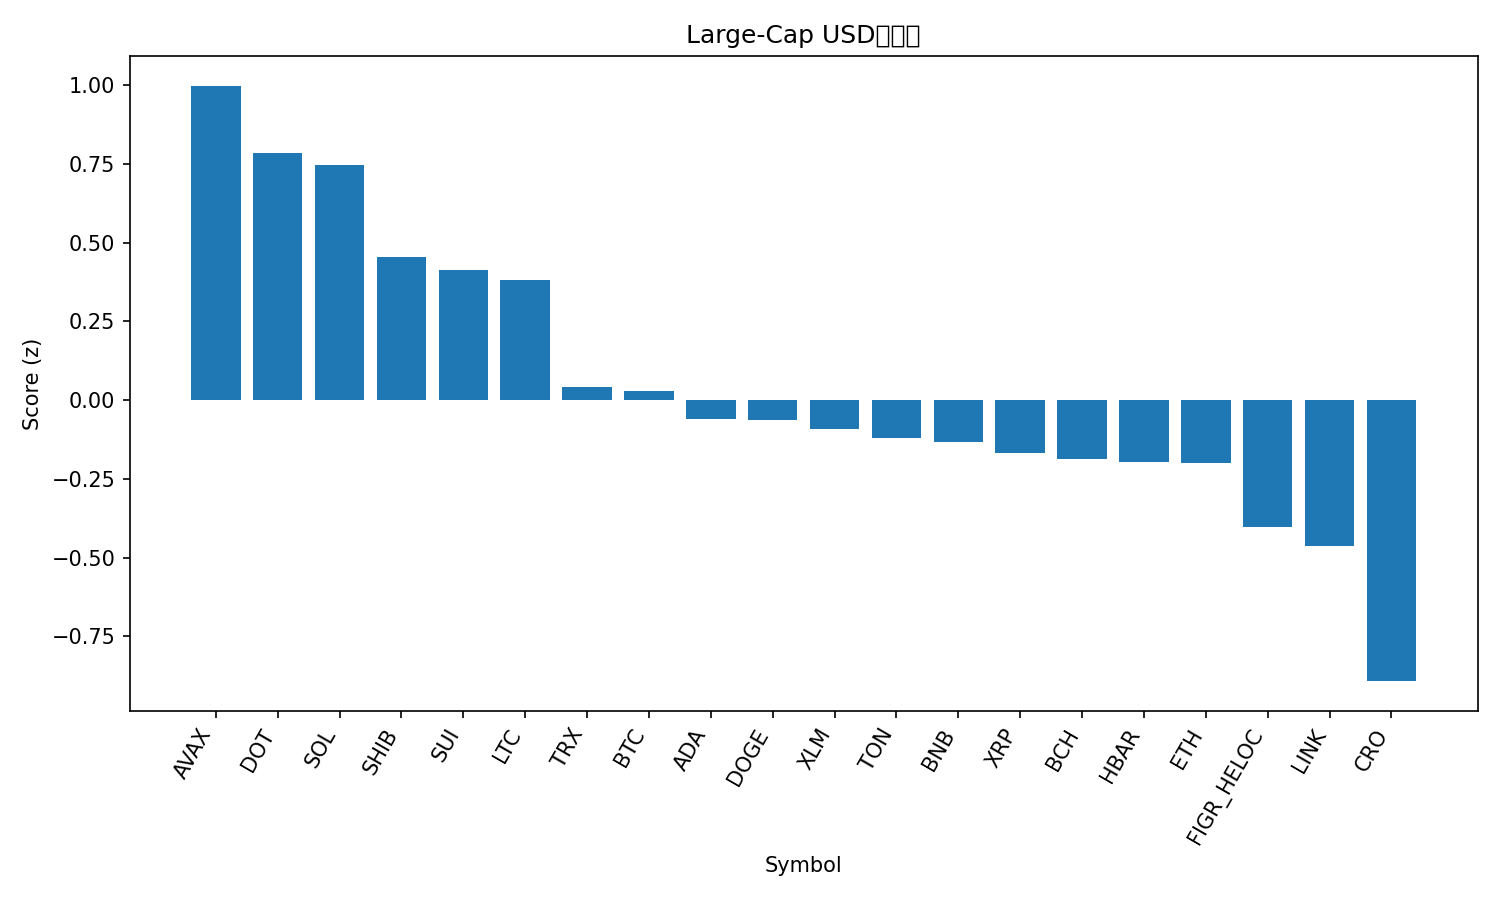 Large-Cap USD
Score (z)
1.00
0.75
0.50
0.25
0.00
−0.25
−0.50
−0.75
AVAX
DOT
SOL
SHIB
SUI
LTC
TRX
BTC
ADA
DOGE
XLM
TON
BNB
XRP
BCH
HBAR
ETH
FIGR_HELOC
LINK
CRO
Symbol